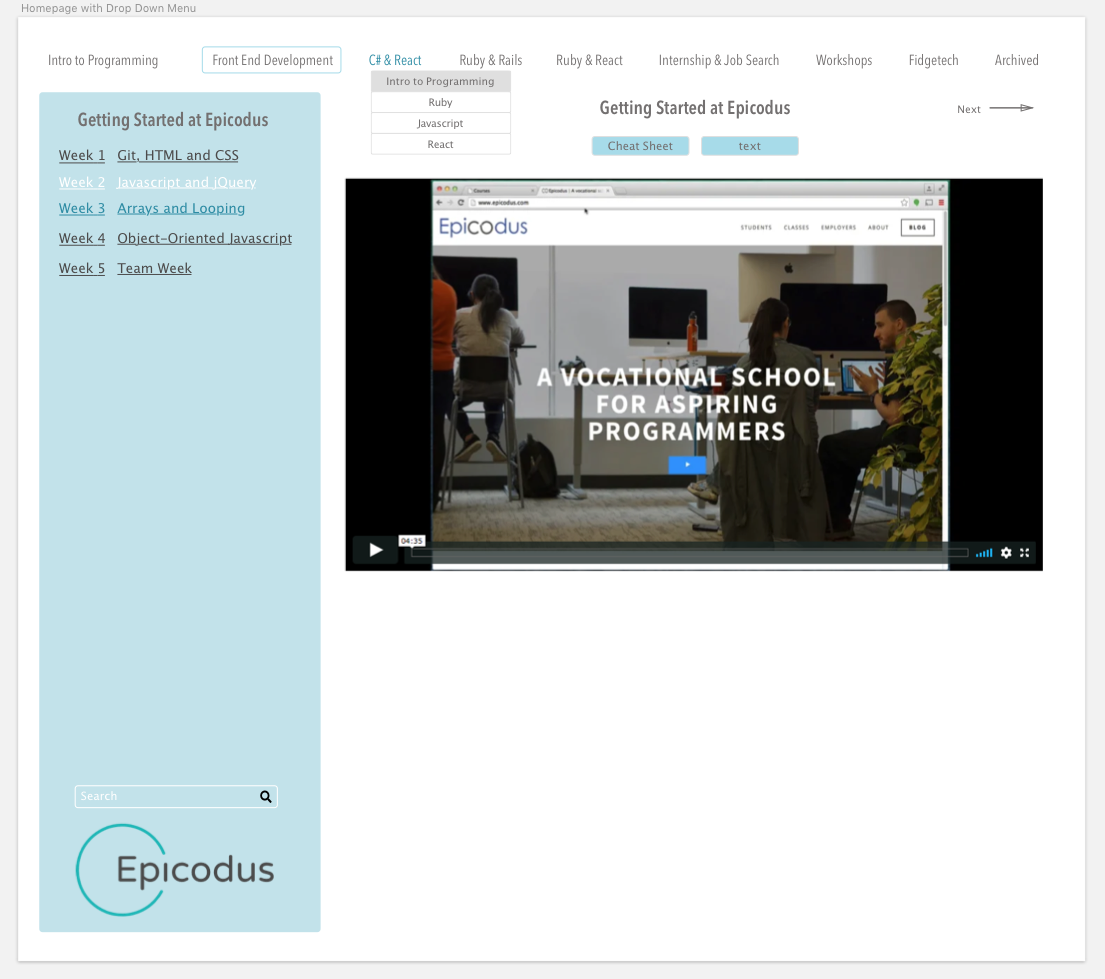 Homepage with Drop Down Menu
Intro to Programming Front End Development C# & React Ruby & Rails Ruby & React Internship & Job Search Workshops Fidgetech Archived
Intro to Programming
Ruby
Javascript
React
Getting Started at Epicodus
Week 1 Git, HTML and CSS
Week 2 Javascript and jQuery
Week 3 Arrays and Looping
Week 4 Object-Oriented Javascript
Week 5 Team Week
Search
Epicodus
Getting Started at Epicodus
Next
Cheat Sheet text
Courses
www.epicodus.com
Epicodus
STUDENTS CLASSES EMPLOYERS ABOUT BLOG
A VOCATIONAL SCHOOL
FOR ASPIRING
PROGRAMMERS
04:35